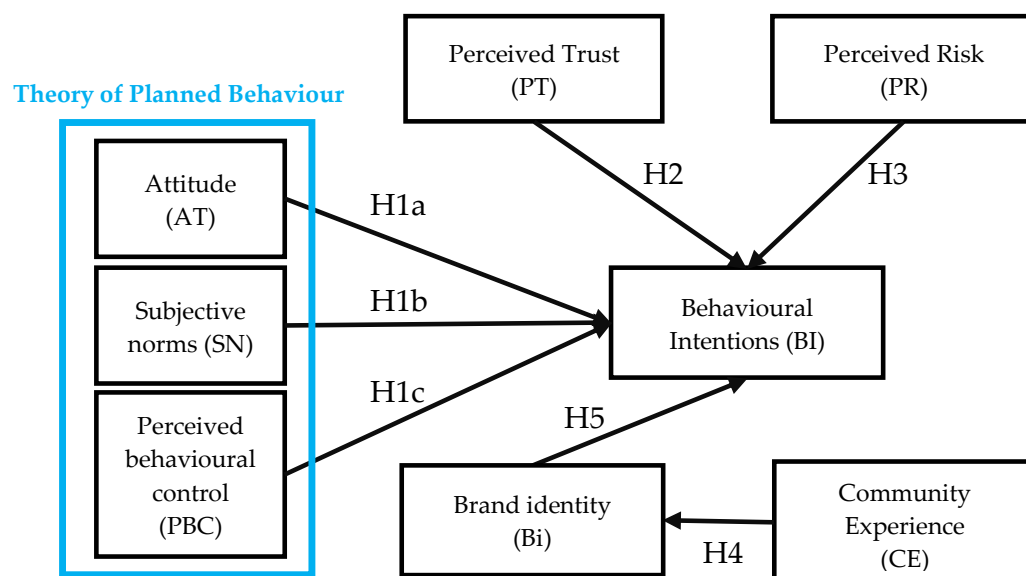 Perceived Trust
(PT)
Perceived Risk
(PR)
Theory of Planned Behaviour
Attitude
(AT)
H1a
H2
H3
Subjective
norms (SN)
H1b
Behavioural
Intentions (BI)
Perceived
behavioural
control
(PBC)
H1c
H5
Brand identity
(Bi)
H4
Community
Experience
(CE)